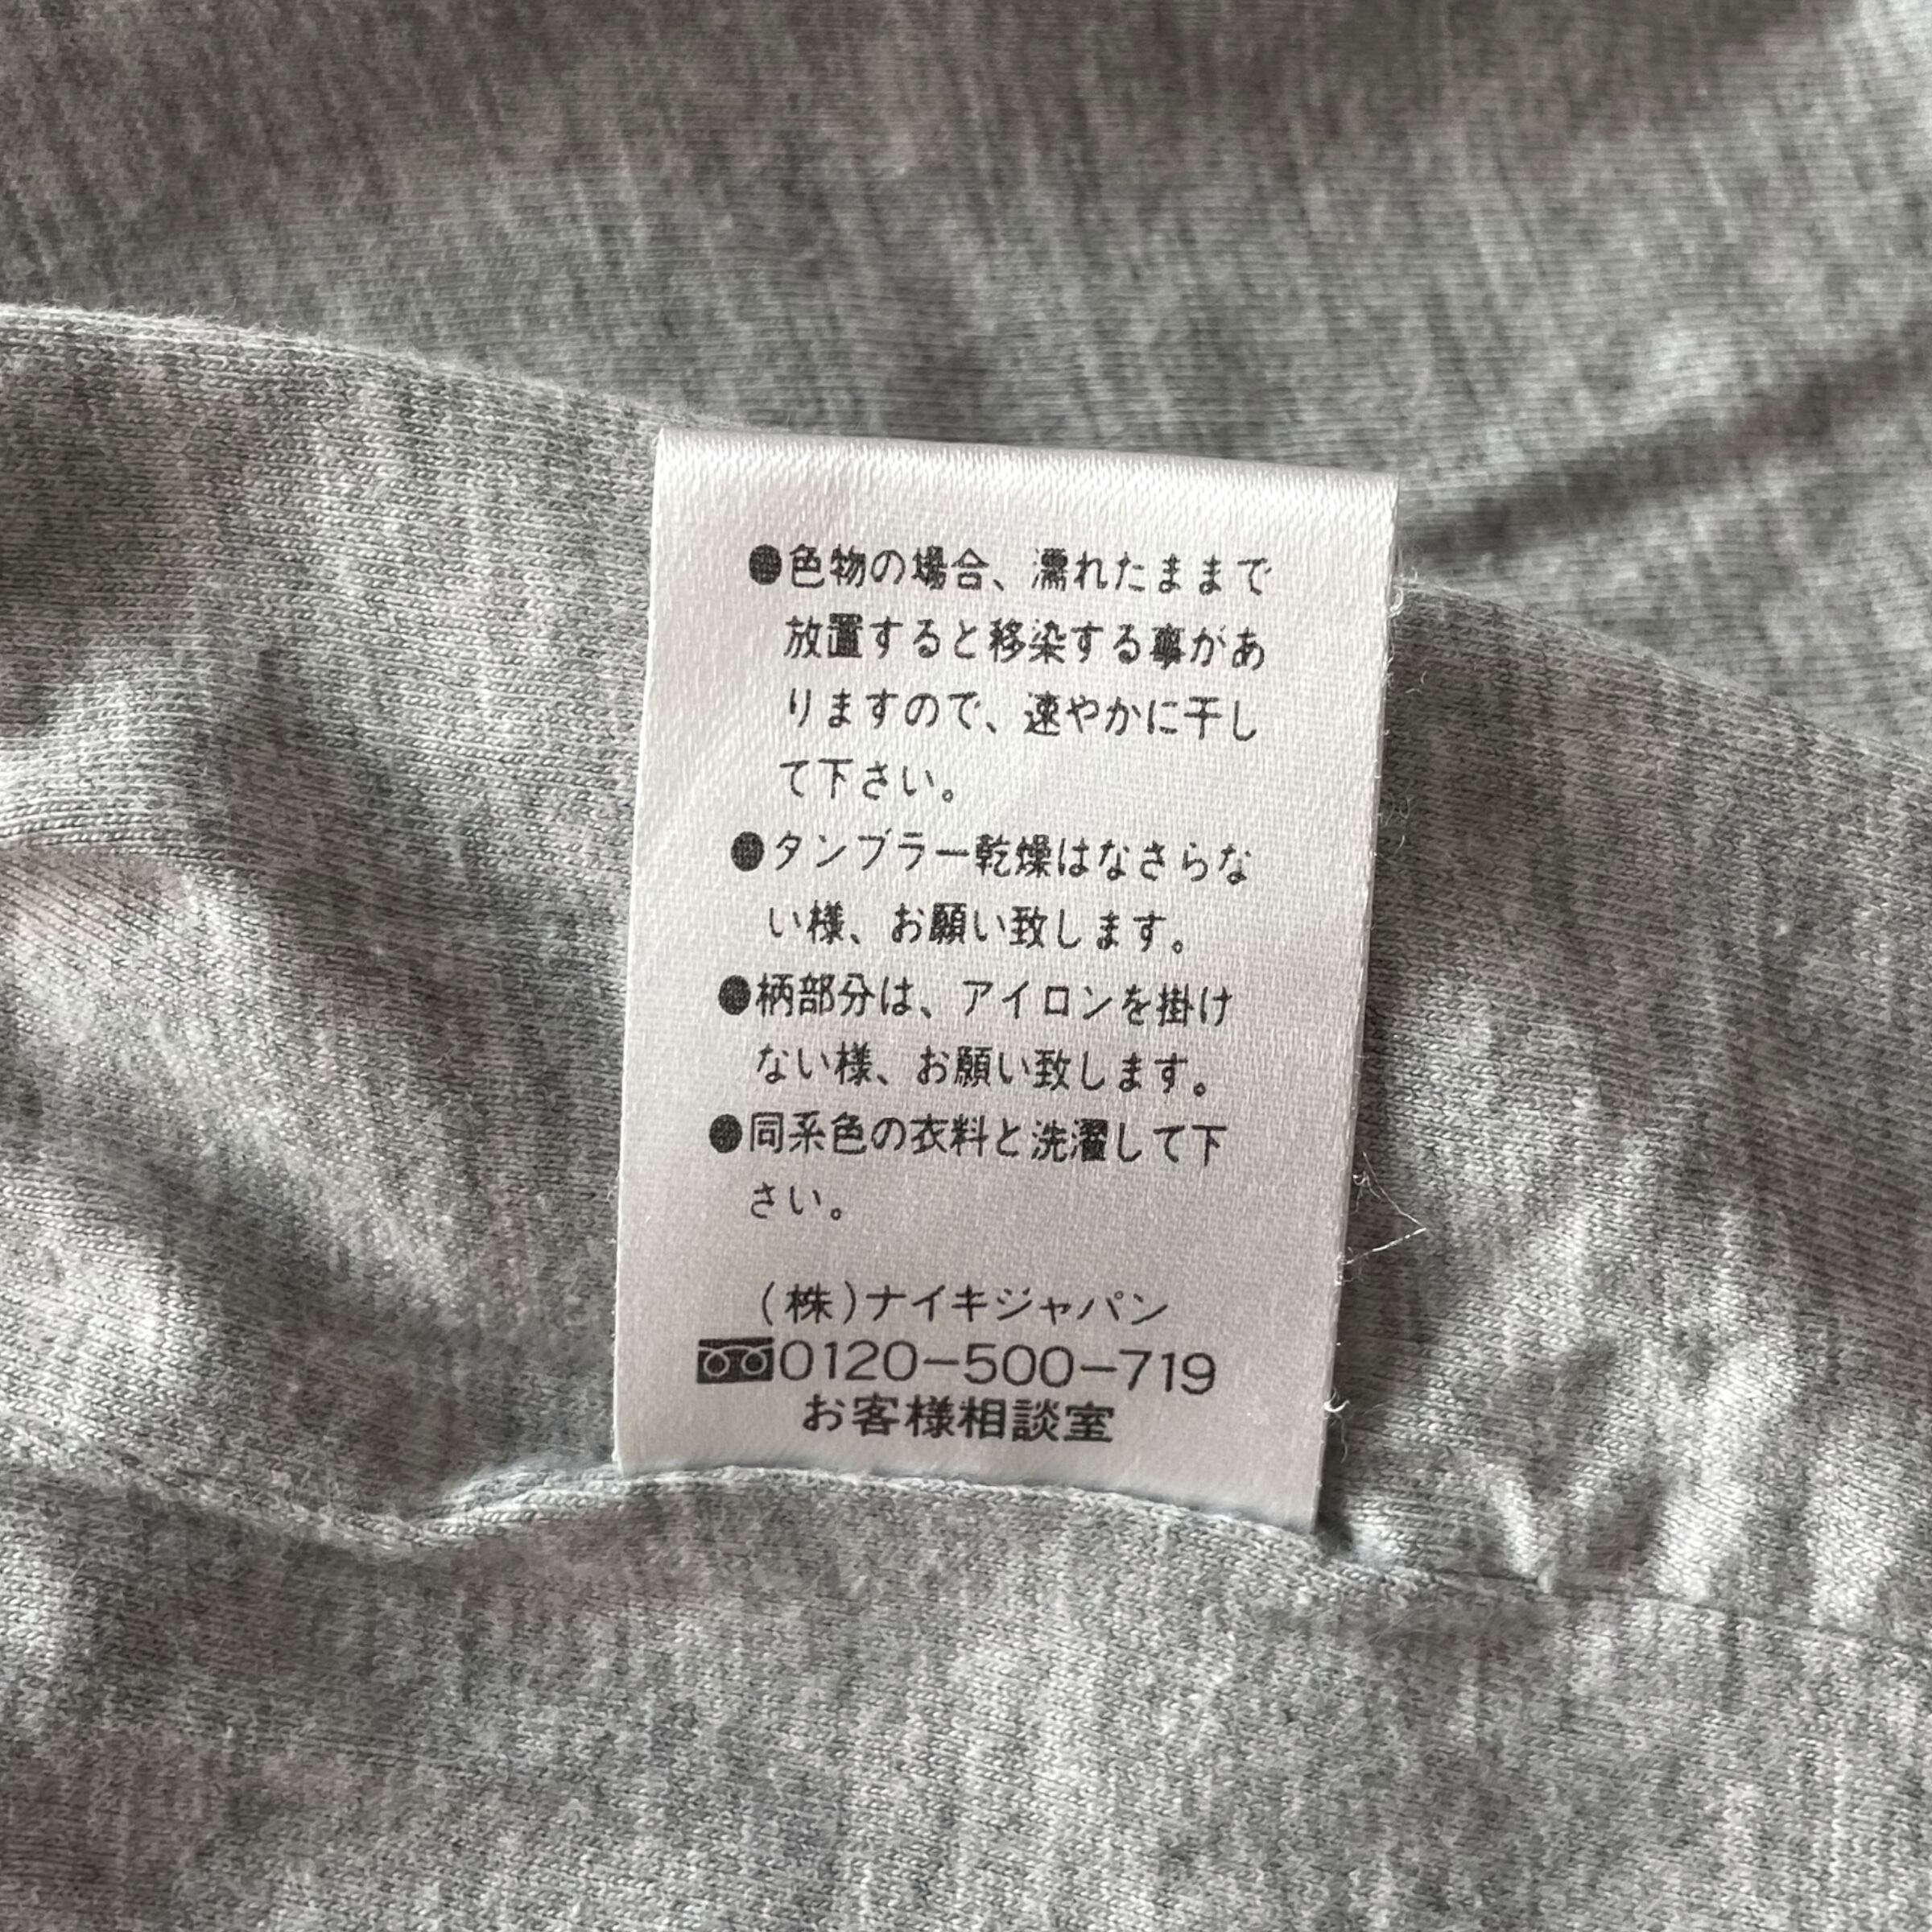 ●色物の場合、濡れたままで
放置すると移染する事があ
りますので、速やかに干し
て下さい。
●タンブラー乾燥はなさらな
い様、お願い致します。
●柄部分は、アイロンを掛け
ない様、お願い致します。
●同系色の衣料と洗濯して下
さい。
(株)ナイキジャパン
0120-500-719
お客様相談室